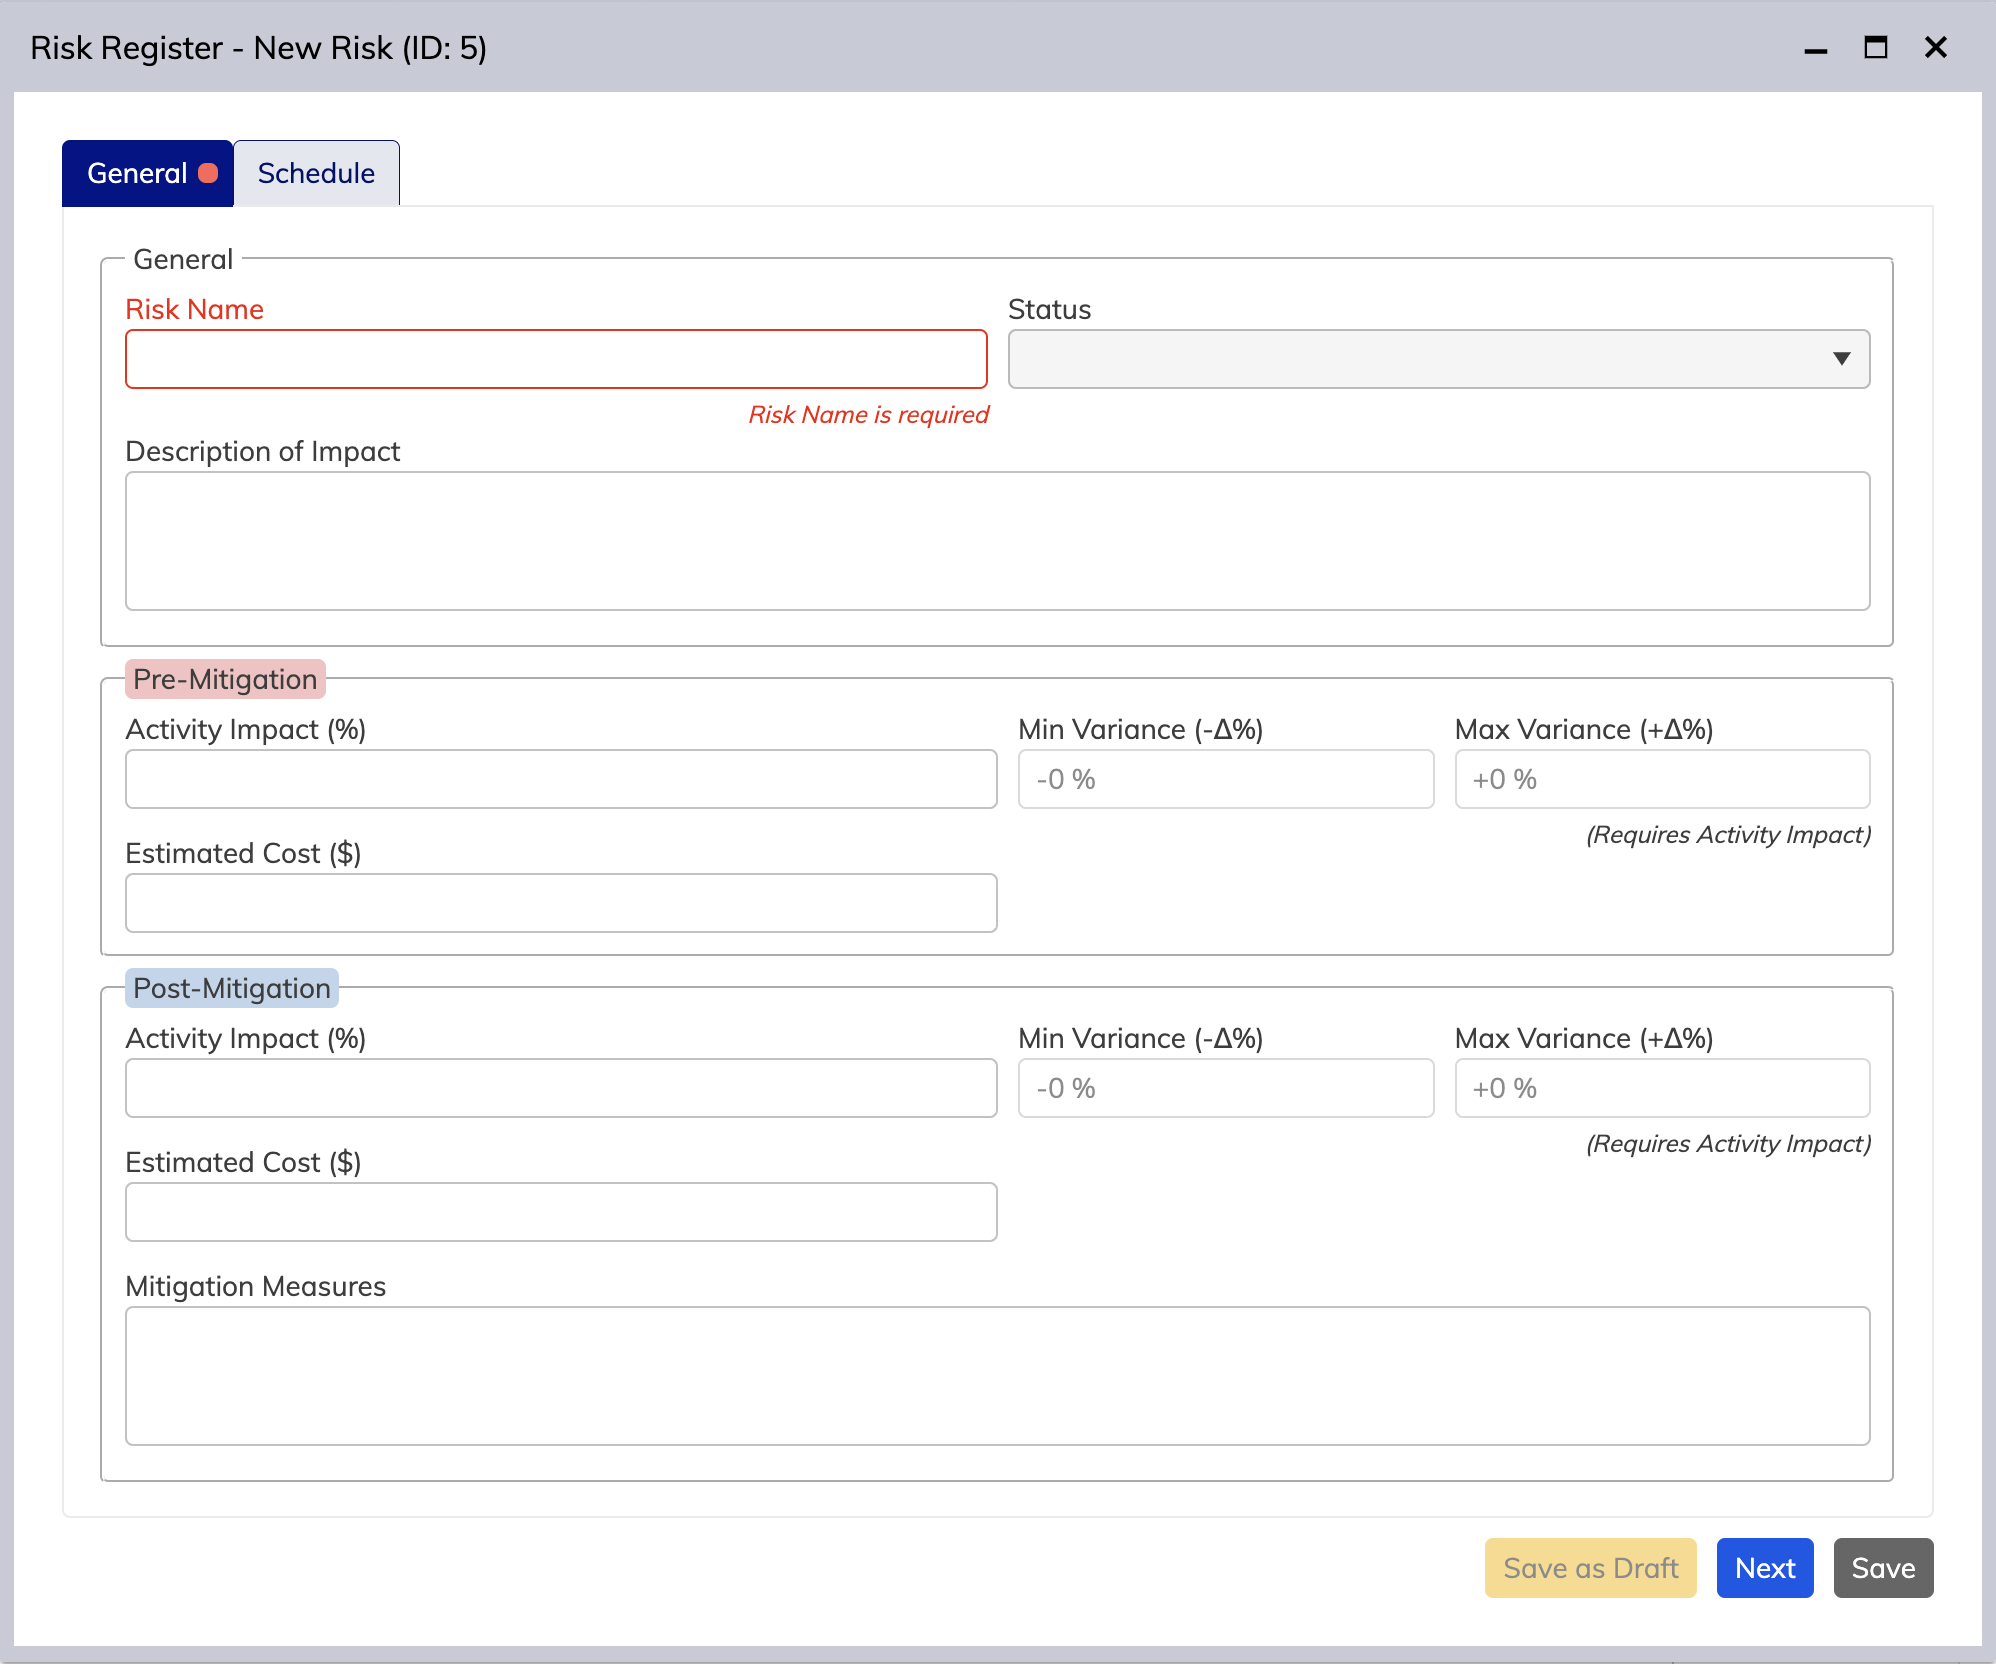 Risk Register - New Risk (ID: 5)
General
Schedule
General
Risk Name
Status
Risk Name is required
Description of Impact
Pre-Mitigation
Activity Impact (%)
Min Variance (-Δ%)
Max Variance (+Δ%)
-0 %
+0 %
(Requires Activity Impact)
Estimated Cost ($)
Post-Mitigation
Activity Impact (%)
Min Variance (-Δ%)
Max Variance (+Δ%)
-0 %
+0 %
(Requires Activity Impact)
Estimated Cost ($)
Mitigation Measures
Save as Draft
Next
Save